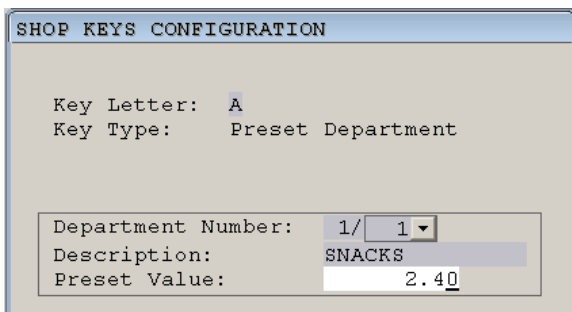 SHOP KEYS CONFIGURATION
Key Letter: A
Key Type: Preset Department
Department Number: 1/ 1
Description: SNACKS
Preset Value: 2.40